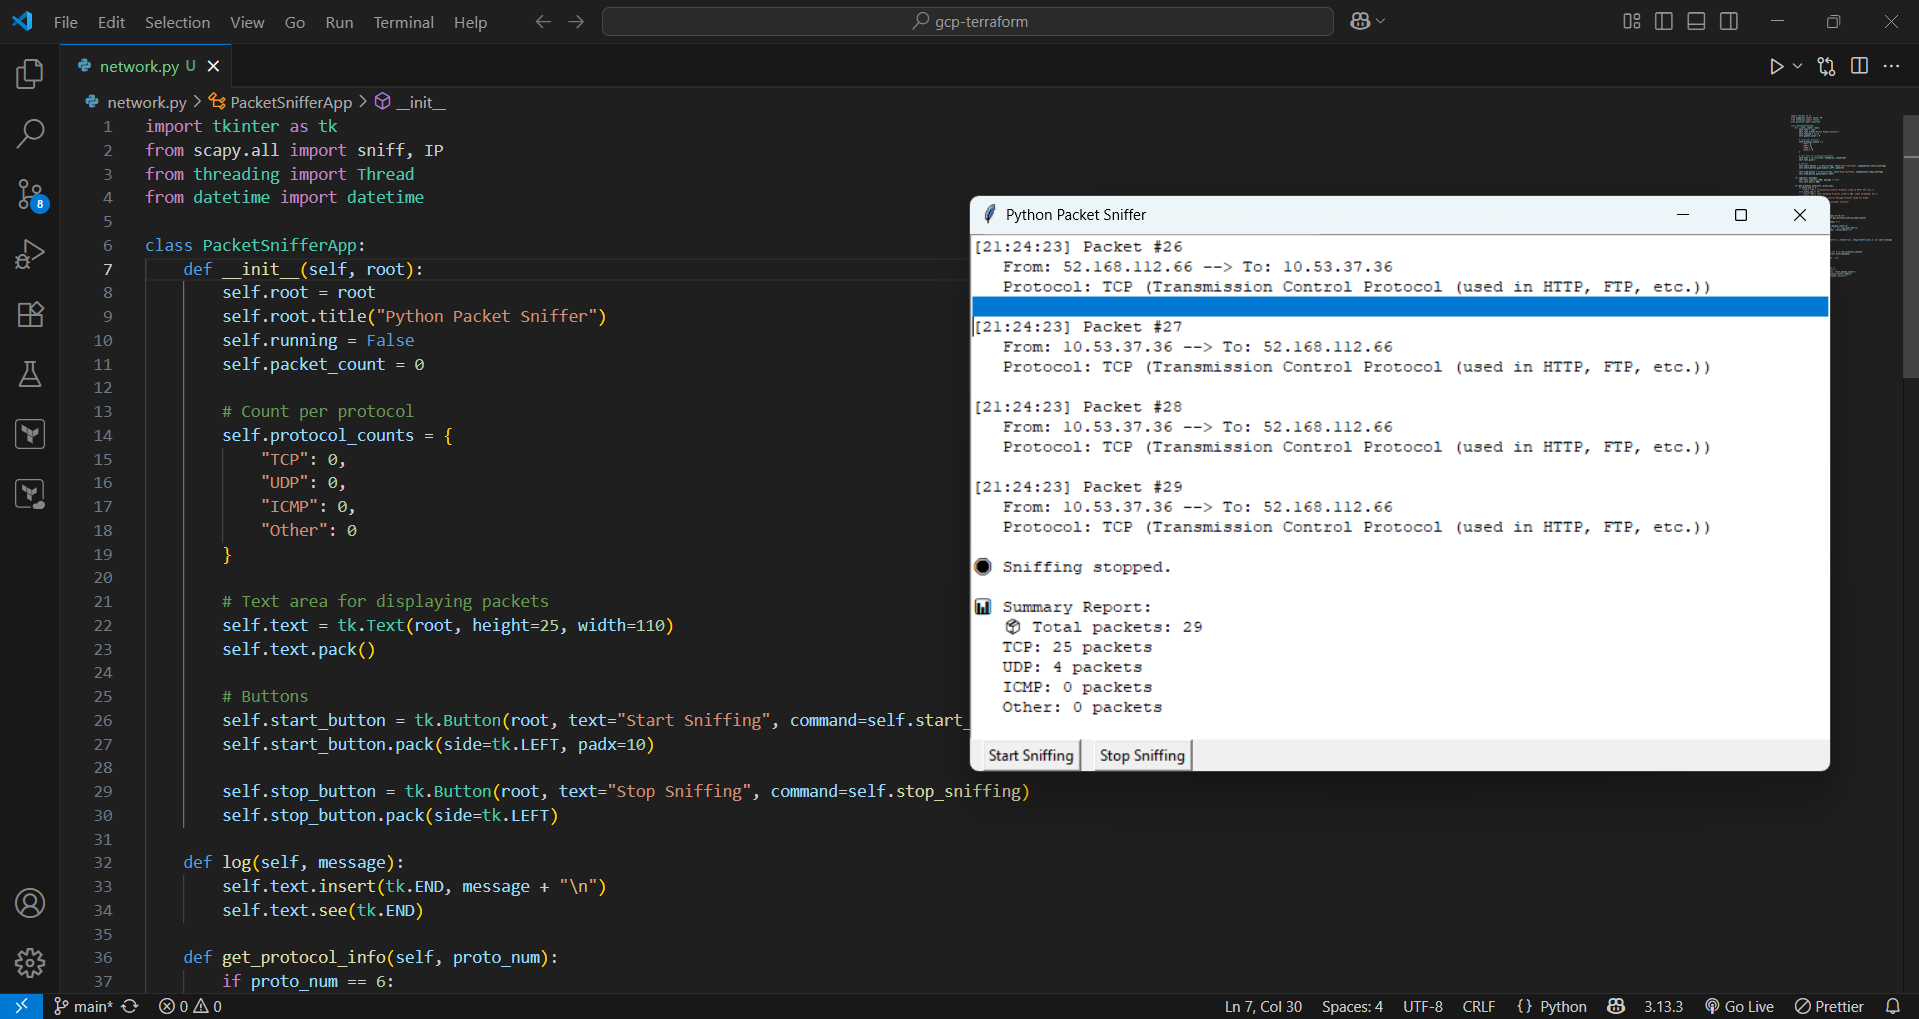 File Edit Selection View Go Run Terminal Help
gcp-terraform
network.py U
network.py > PacketSnifferApp > __init__
1 import tkinter as tk
2 from scapy.all import sniff, IP
3 from threading import Thread
4 from datetime import datetime
5
6 class PacketSnifferApp:
7 def __init__(self, root):
8 self.root = root
9 self.root.title("Python Packet Sniffer")
10 self.running = False
11 self.packet_count = 0
12
13 # Count per protocol
14 self.protocol_counts = {
15 "TCP": 0,
16 "UDP": 0,
17 "ICMP": 0,
18 "Other": 0
19 }
20
21 # Text area for displaying packets
22 self.text = tk.Text(root, height=25, width=110)
23 self.text.pack()
24
25 # Buttons
26 self.start_button = tk.Button(root, text="Start Sniffing", command=self.start_
27 self.start_button.pack(side=tk.LEFT, padx=10)
28
29 self.stop_button = tk.Button(root, text="Stop Sniffing", command=self.stop_sniffing)
30 self.stop_button.pack(side=tk.LEFT)
31
32 def log(self, message):
33 self.text.insert(tk.END, message + "\n")
34 self.text.see(tk.END)
35
36 def get_protocol_info(self, proto_num):
37 if proto_num == 6:
Python Packet Sniffer
[21:24:23] Packet #26
From: 52.168.112.66 --> To: 10.53.37.36
Protocol: TCP (Transmission Control Protocol (used in HTTP, FTP, etc.))
[21:24:23] Packet #27
From: 10.53.37.36 --> To: 52.168.112.66
Protocol: TCP (Transmission Control Protocol (used in HTTP, FTP, etc.))
[21:24:23] Packet #28
From: 10.53.37.36 --> To: 52.168.112.66
Protocol: TCP (Transmission Control Protocol (used in HTTP, FTP, etc.))
[21:24:23] Packet #29
From: 10.53.37.36 --> To: 52.168.112.66
Protocol: TCP (Transmission Control Protocol (used in HTTP, FTP, etc.))
Sniffing stopped.
Summary Report:
Total packets: 29
TCP: 25 packets
UDP: 4 packets
ICMP: 0 packets
Other: 0 packets
Start Sniffing Stop Sniffing
8
main* 0 0 Ln 7, Col 30 Spaces: 4 UTF-8 CRLF {} Python 3.13.3 Go Live Prettier